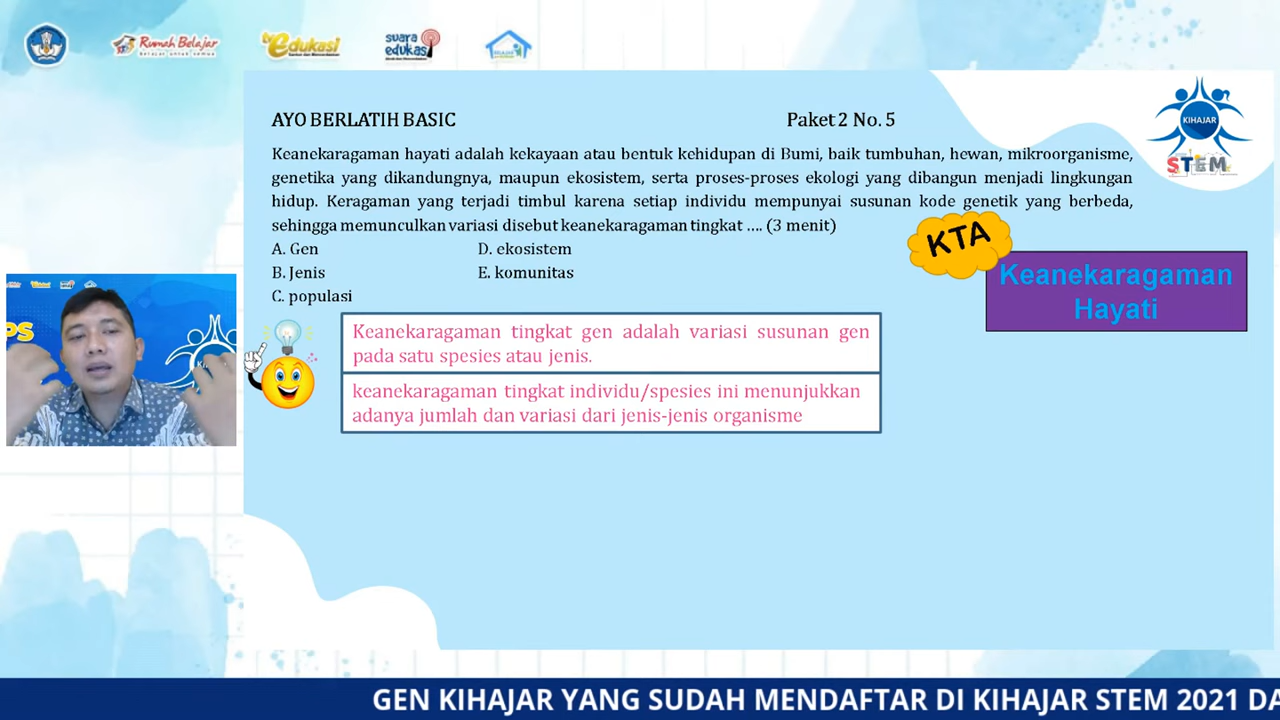 Rumah Belajar
Belajar untuk semua
tv edukasi
suara
edukasi
KIHAJAR
STEM
AYO BERLATIH BASIC
Paket 2 No. 5
Keanekaragaman hayati adalah kekayaan atau bentuk kehidupan di Bumi, baik tumbuhan, hewan, mikroorganisme,
genetika yang dikandungnya, maupun ekosistem, serta proses-proses ekologi yang dibangun menjadi lingkungan
hidup. Keragaman yang terjadi timbul karena setiap individu mempunyai susunan kode genetik yang berbeda,
sehingga memunculkan variasi disebut keanekaragaman tingkat .... (3 menit)
A. Gen
D. ekosistem
B. Jenis
E. komunitas
C. populasi
KTA
Keanekaragaman
Hayati
Keanekaragaman tingkat gen adalah variasi susunan gen
pada satu spesies atau jenis.
keanekaragaman tingkat individu/spesies ini menunjukkan
adanya jumlah dan variasi dari jenis-jenis organisme
PS
GEN KIHAJAR YANG SUDAH MENDAFTAR DI KIHAJAR STEM 2021 DA